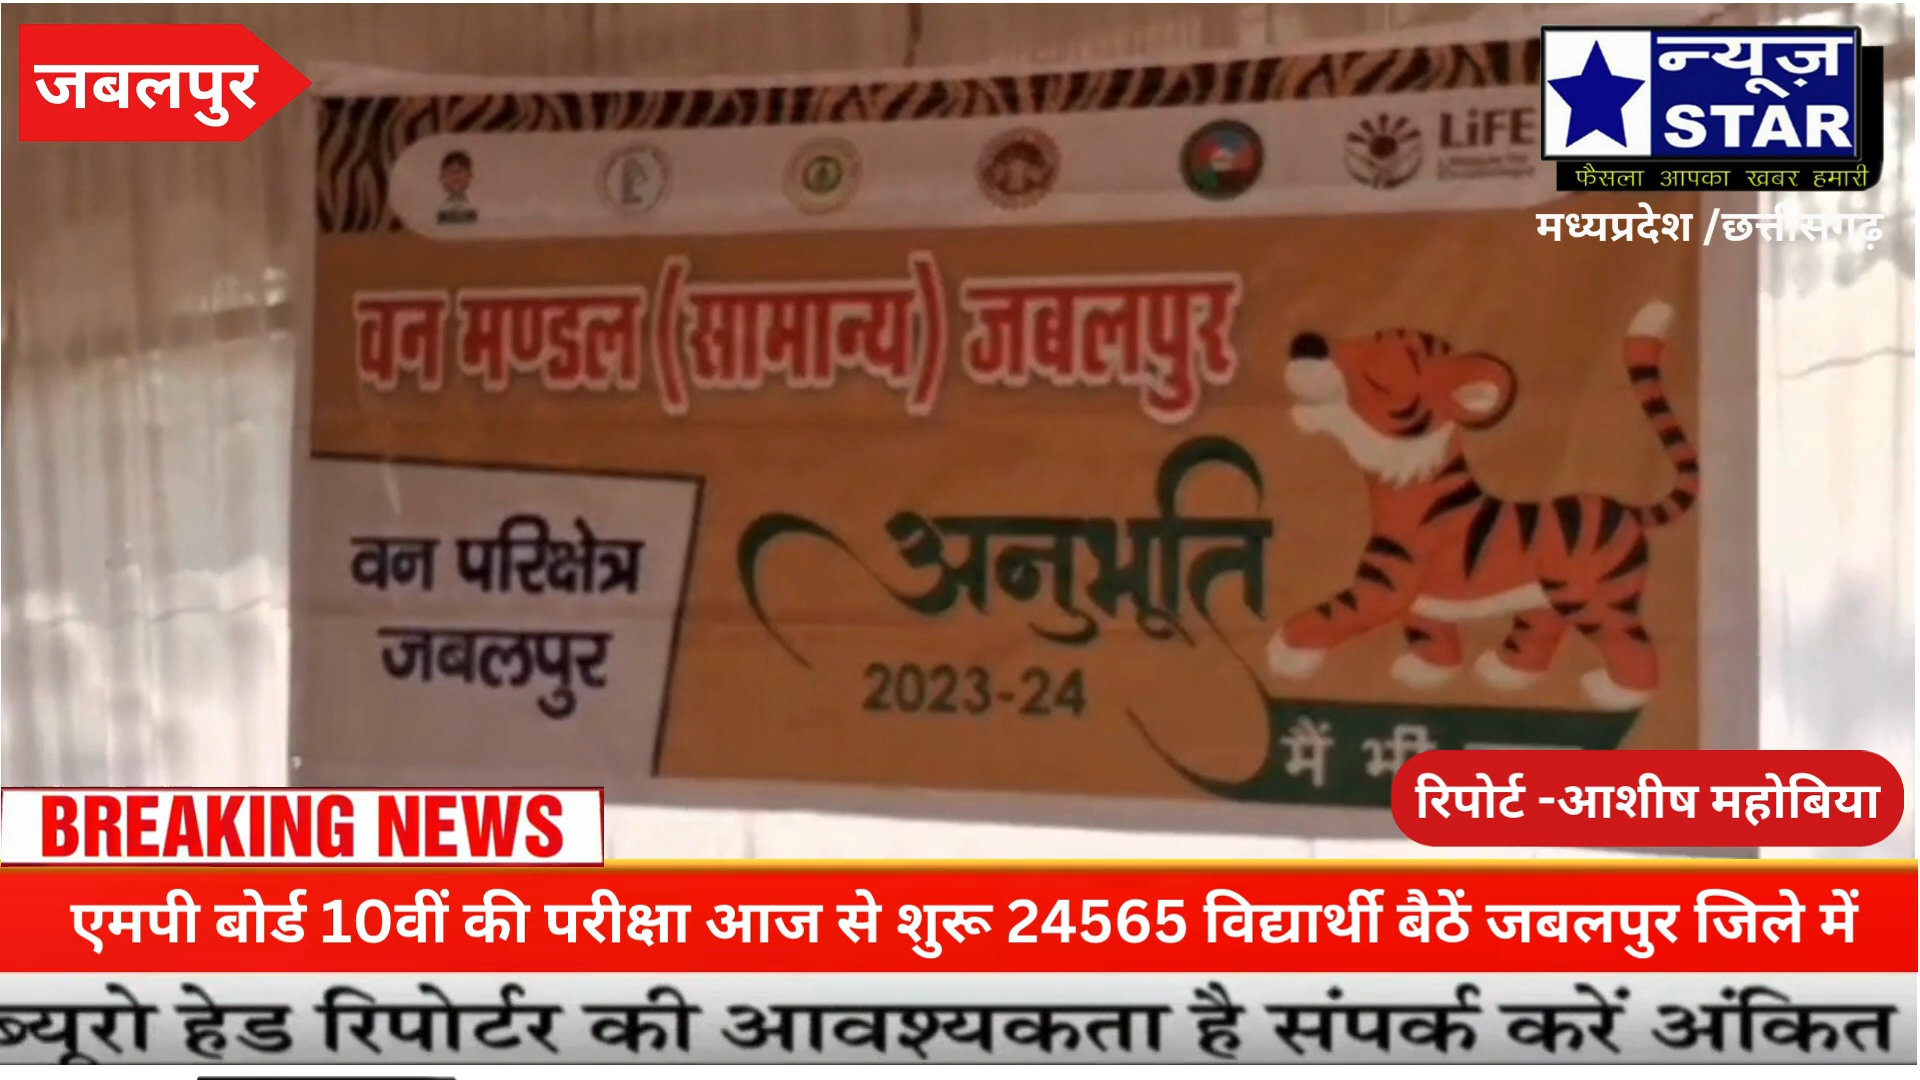 जबलपुर
न्यूज़
STAR
फैसला आपका खबर हमारी
मध्यप्रदेश /छत्तीसगढ़
LiFE
वन मण्डल (सामान्य) जबलपुर
वन परिक्षेत्र
जबलपुर
अनुभूति
2023-24
मैं भी
रिपोर्ट -आशीष महोबिया
BREAKING NEWS
एमपी बोर्ड 10वीं की परीक्षा आज से शुरू 24565 विद्यार्थी बैठें जबलपुर जिले में
ब्यूरो हेड रिपोर्टर की आवश्यकता है संपर्क करें अंकित